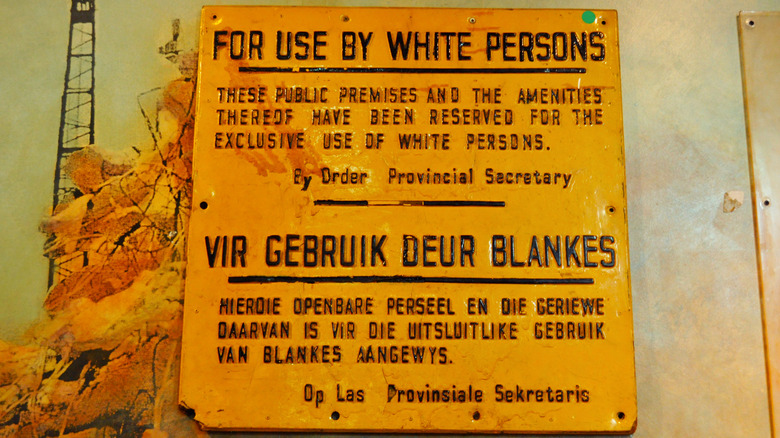 FOR USE BY WHITE PERSONS
THESE PUBLIC PREMISES AND THE AMENITIES
THEREOF HAVE BEEN RESERVED FOR THE
EXCLUSIVE USE OF WHITE PERSONS.
By Order Provincial Secretary
VIR GEBRUIK DEUR BLANKES
HIERDIE OPENBARE PERSEEL EN DIE GERIEWE
DAARVAN IS VIR DIE UITSLUITLIKE GEBRUIK
VAN BLANKES AANGEWYS.
Op Las Provinsiale Sekretaris